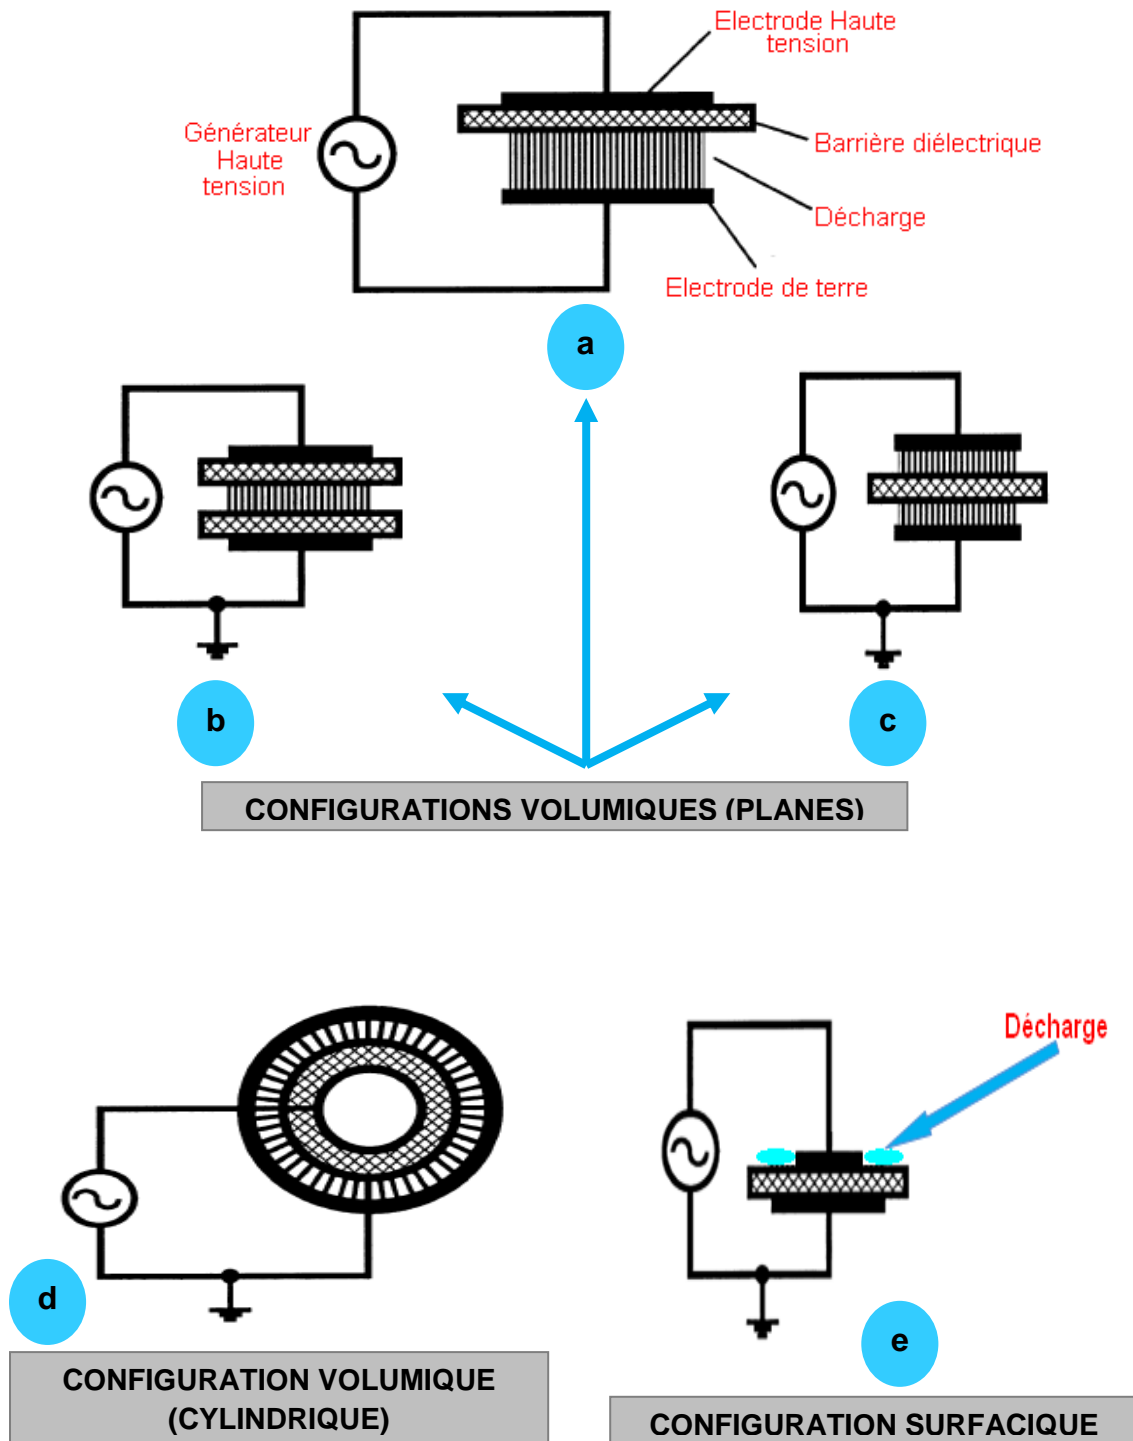 Electrode Haute
tension
Générateur
Haute
tension
Barrière diélectrique
Décharge
Electrode de terre
a
b
c
CONFIGURATIONS VOLUMIQUES (PLANES)
Décharge
d
e
CONFIGURATION VOLUMIQUE
(CYLINDRIQUE)
CONFIGURATION SURFACIQUE